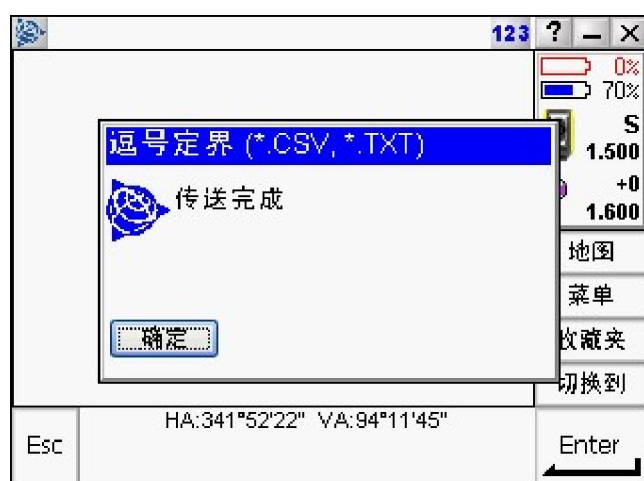 123 ? – ×
0%
70%
逗号定界 (*.CSV, *.TXT)
S
1.500
传送完成
+0
1.600
地图
菜单
确定
收藏夹
切换到
HA:341°52'22" VA:94°11'45"
Esc
Enter